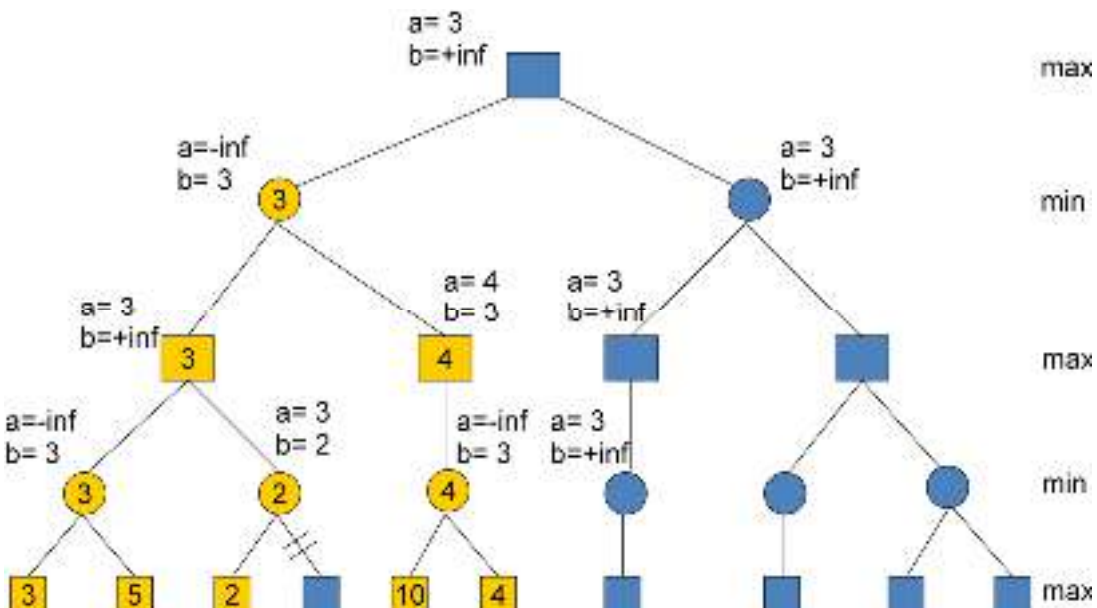 a= 3
b=+inf
max
a=-inf
b= 3
3
a= 3
b=+inf
min
a= 3
b=+inf
3
a= 4
b= 3
4
a= 3
b=+inf
max
a=-inf
b= 3
3
a= 3
b= 2
2
a=-inf
b= 3
4
a= 3
b=+inf
min
3
5
2
10
4
max